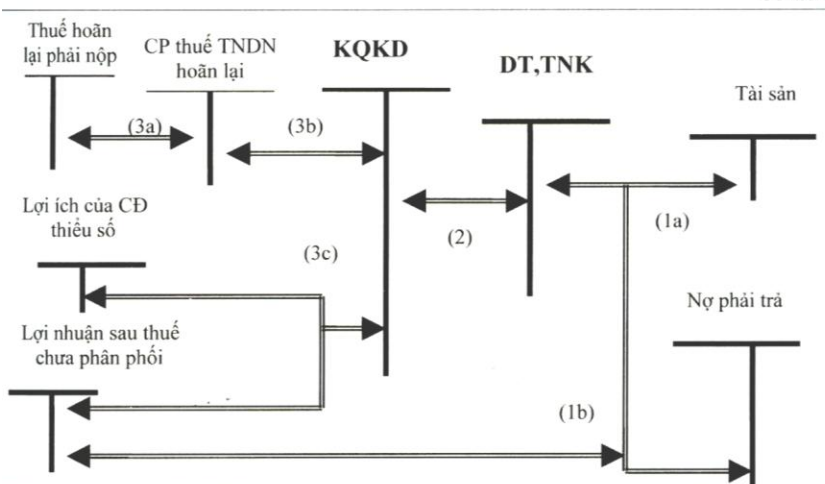 Thuế hoãn
lại phải nộp
CP thuế TNDN
hoãn lại
KQKD
DT,TNK
Tài sản
(3a)
(3b)
Lợi ích của CĐ
thiểu số
(3c)
(2)
(1a)
Lợi nhuận sau thuế
chưa phân phối
Nợ phải trả
(1b)